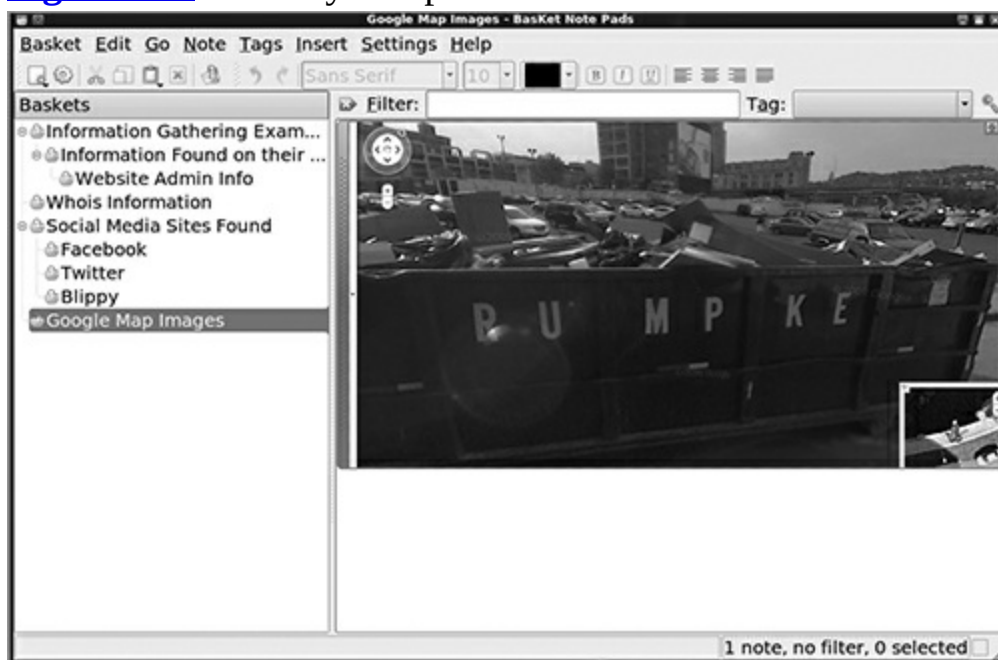 Google Map Images - BasKet Note Pads
Basket Edit Go Note Tags Insert Settings Help
Sans Serif 10 B I U
Baskets
Filter: Tag:
Information Gathering Exam...
Information Found on their ...
Website Admin Info
Whois Information
Social Media Sites Found
Facebook
Twitter
Blippy
Google Map Images
P U M P K E
1 note, no filter, 0 selected